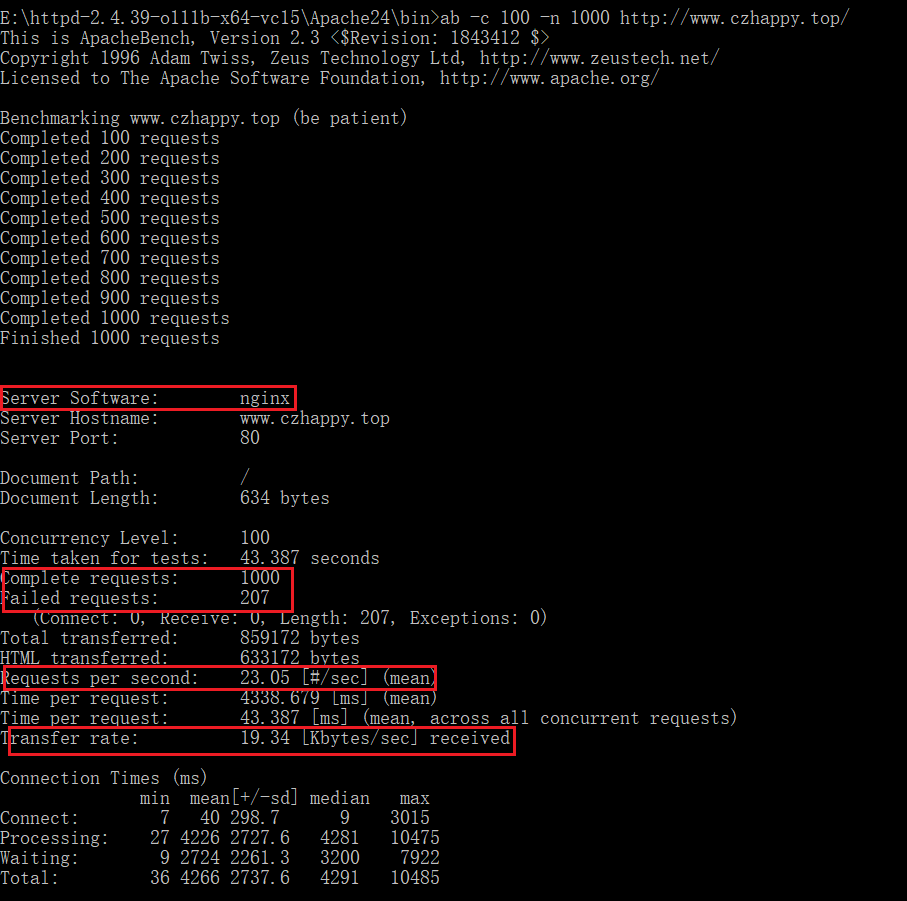 E:\httpd-2.4.39-o111b-x64-vc15\Apache24\bin>ab -c 100 -n 1000 http://www.czhappy.top/
This is ApacheBench, Version 2.3 <$Revision: 1843412 $>
Copyright 1996 Adam Twiss, Zeus Technology Ltd, http://www.zeustech.net/
Licensed to The Apache Software Foundation, http://www.apache.org/
Benchmarking www.czhappy.top (be patient)
Completed 100 requests
Completed 200 requests
Completed 300 requests
Completed 400 requests
Completed 500 requests
Completed 600 requests
Completed 700 requests
Completed 800 requests
Completed 900 requests
Completed 1000 requests
Finished 1000 requests
Server Software: nginx
Server Hostname: www.czhappy.top
Server Port: 80
Document Path: /
Document Length: 634 bytes
Concurrency Level: 100
Time taken for tests: 43.387 seconds
Complete requests: 1000
Failed requests: 207
(Connect: 0, Receive: 0, Length: 207, Exceptions: 0)
Total transferred: 859172 bytes
HTML transferred: 633172 bytes
Requests per second: 23.05 [#/sec] (mean)
Time per request: 4338.679 [ms] (mean)
Time per request: 43.387 [ms] (mean, across all concurrent requests)
Transfer rate: 19.34 [Kbytes/sec] received
Connection Times (ms)
min mean[+/-sd] median max
Connect: 7 40 298.7 9 3015
Processing: 27 4226 2727.6 4281 10475
Waiting: 9 2724 2261.3 3200 7922
Total: 36 4266 2737.6 4291 10485